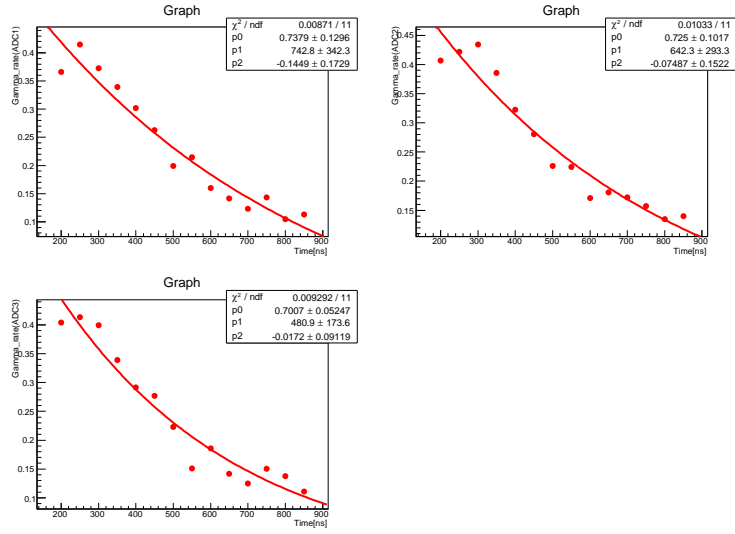 Graph
χ² / ndf 0.00871 / 11
p0 0.7379 ± 0.1296
p1 742.8 ± 342.3
p2 -0.1449 ± 0.1729
Gamma_rate(ADC1)
0.4
0.35
0.3
0.25
0.2
0.15
0.1
200 300 400 500 600 700 800 900
Time[ns]
Graph
χ² / ndf 0.01033 / 11
p0 0.725 ± 0.1017
p1 642.3 ± 293.3
p2 -0.07487 ± 0.1522
Gamma_rate(ADC2)
0.45
0.4
0.35
0.3
0.25
0.2
0.15
200 300 400 500 600 700 800 900
Time[ns]
Graph
χ² / ndf 0.009292 / 11
p0 0.7007 ± 0.05247
p1 480.9 ± 173.6
p2 -0.0172 ± 0.09119
Gamma_rate(ADC3)
0.4
0.35
0.3
0.25
0.2
0.15
0.1
200 300 400 500 600 700 800 900
Time[ns]